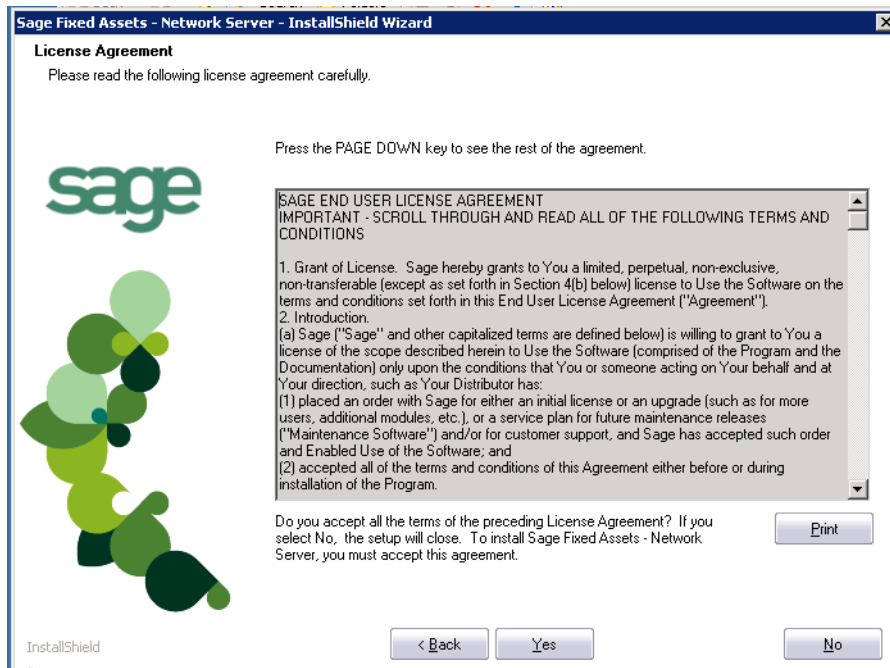 Sage Fixed Assets - Network Server - InstallShield Wizard
License Agreement
Please read the following license agreement carefully.
Press the PAGE DOWN key to see the rest of the agreement.
sage
SAGE END USER LICENSE AGREEMENT
IMPORTANT - SCROLL THROUGH AND READ ALL OF THE FOLLOWING TERMS AND
CONDITIONS
1. Grant of License. Sage hereby grants to You a limited, perpetual, non-exclusive,
non-transferable (except as set forth in Section 4(b) below) license to Use the Software on the
terms and conditions set forth in this End User License Agreement ("Agreement").
2. Introduction.
(a) Sage ("Sage" and other capitalized terms are defined below) is willing to grant to You a
license of the scope described herein to Use the Software (comprised of the Program and the
Documentation) only upon the conditions that You or someone acting on Your behalf and at
Your direction, such as Your Distributor has:
(1) placed an order with Sage for either an initial license or an upgrade (such as for more
users, additional modules, etc.), or a service plan for future maintenance releases
("Maintenance Software") and/or for customer support, and Sage has accepted such order
and Enabled Use of the Software; and
(2) accepted all of the terms and conditions of this Agreement either before or during
installation of the Program.
Do you accept all the terms of the preceding License Agreement? If you
select No, the setup will close. To install Sage Fixed Assets - Network
Server, you must accept this agreement.
Print
InstallShield
< Back
Yes
No